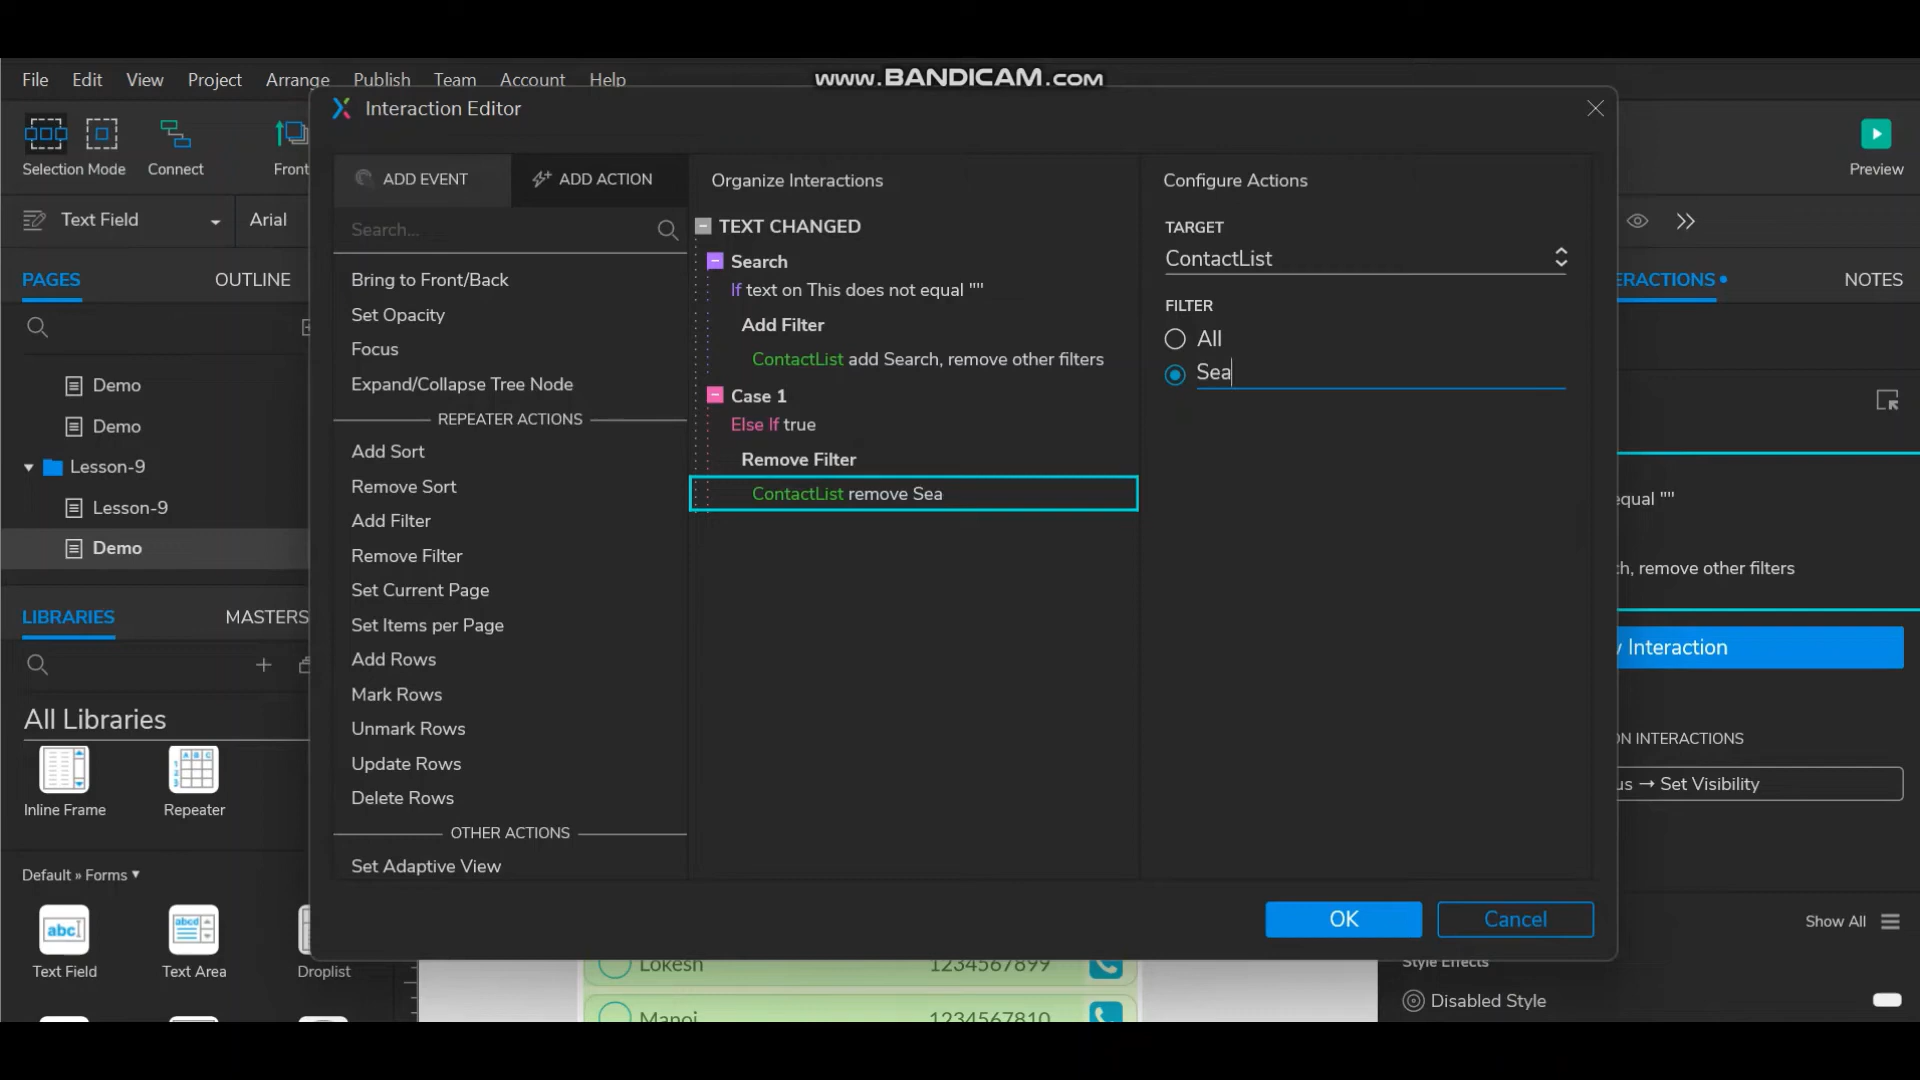 www.BANDICAM.com
File Edit View Project Arrange Publish Team Account Help
Interaction Editor
Selection Mode Connect Front Preview
Text Field Arial
ADD EVENT ADD ACTION
Search...
Bring to Front/Back
Set Opacity
Focus
Expand/Collapse Tree Node
REPEATER ACTIONS
Add Sort
Remove Sort
Add Filter
Remove Filter
Set Current Page
Set Items per Page
Add Rows
Mark Rows
Unmark Rows
Update Rows
Delete Rows
OTHER ACTIONS
Set Adaptive View
Organize Interactions
TEXT CHANGED
Search
If text on This does not equal ""
Add Filter
ContactList add Search, remove other filters
Case 1
Else If true
Remove Filter
ContactList remove Sea
Configure Actions
TARGET
ContactList
FILTER
All
Sea
OK Cancel
PAGES OUTLINE
Demo
Demo
Lesson-9
Lesson-9
Demo
LIBRARIES MASTERS
All Libraries
Inline Frame Repeater
Default » Forms
abc abcd
Text Field Text Area Droplist
ERACTIONS NOTES
equal ""
h, remove other filters
Interaction
N INTERACTIONS
us → Set Visibility
Show All
Style Effects
Disabled Style
Lokesh 1234567899
Manoj 1234567810